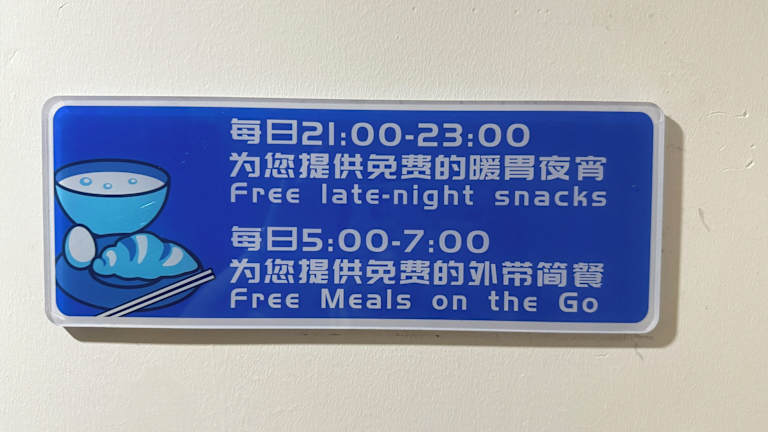 每日21:00-23:00
为您提供免费的暖胃夜宵
Free late-night snacks
每日5:00-7:00
为您提供免费的外带简餐
Free Meals on the Go